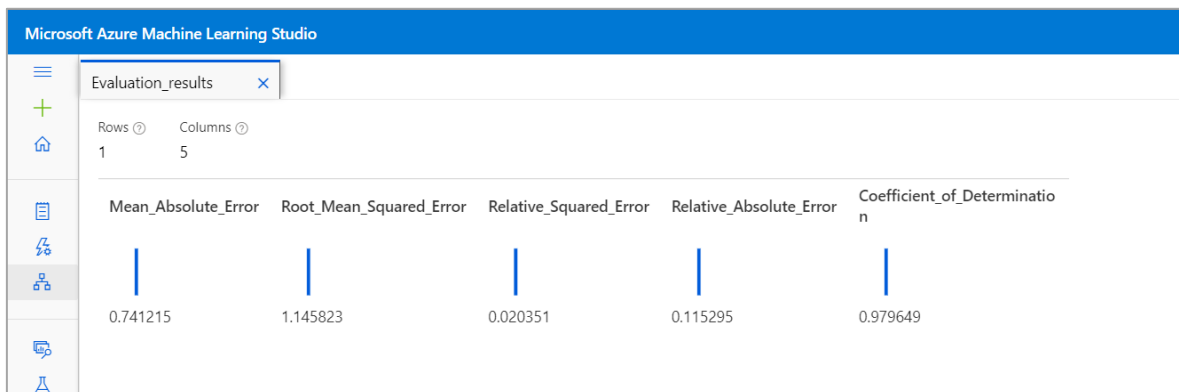 Microsoft Azure Machine Learning Studio
Evaluation_results
Rows Columns
1 5
Mean_Absolute_Error Root_Mean_Squared_Error Relative_Squared_Error Relative_Absolute_Error Coefficient_of_Determinatio
n
0.741215 1.145823 0.020351 0.115295 0.979649